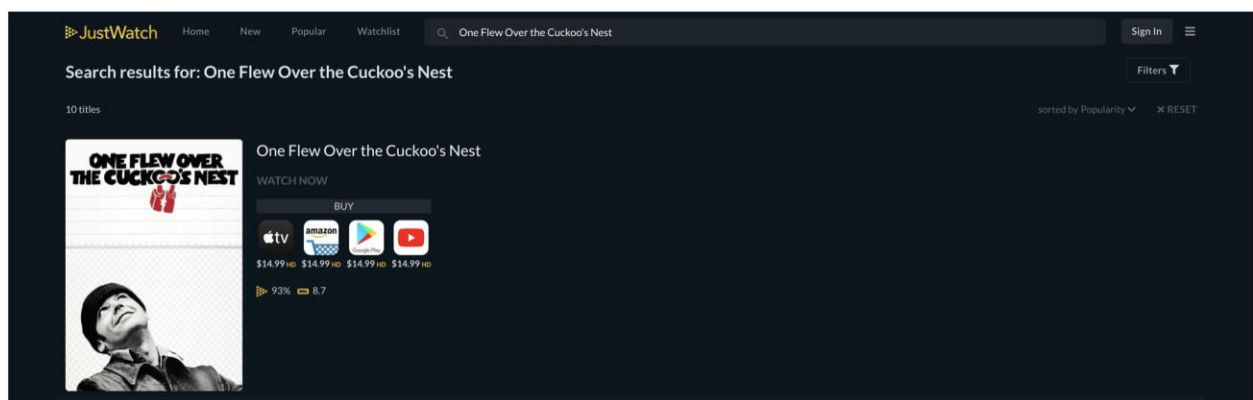 JustWatch Home New Popular Watchlist One Flew Over the Cuckoo's Nest Sign In
Search results for: One Flew Over the Cuckoo's Nest Filters
10 titles sorted by Popularity ✕ RESET
ONE FLEW OVER
THE CUCKOO'S NEST
One Flew Over the Cuckoo's Nest
WATCH NOW
BUY
tv amazon Google Play
$14.99 HD $14.99 HD $14.99 HD $14.99 HD
93% 8.7